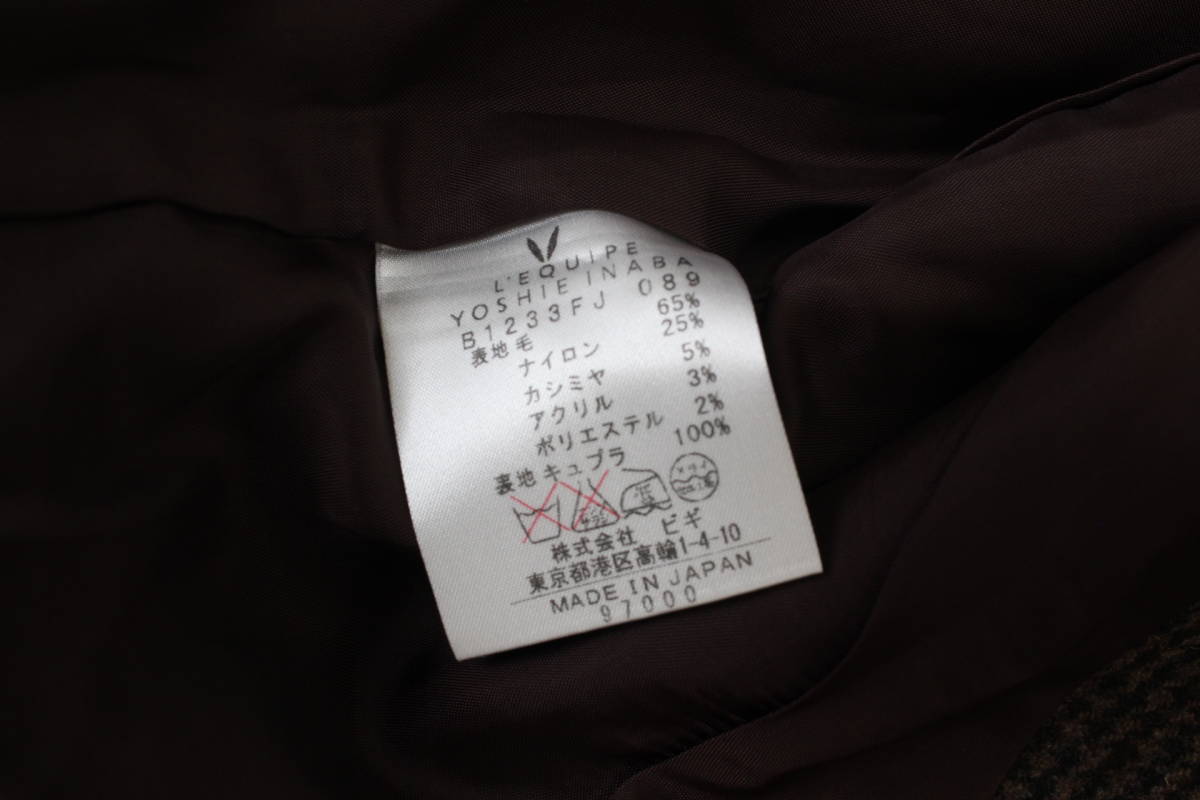 L'EQUIPE
YOSHIE INABA
B1233FJ 089
表地 毛 65%
ナイロン 25%
カシミヤ 5%
アクリル 3%
ポリエステル 2%
裏地 キュプラ 100%
株式会社 ビギ
東京都港区高輪1-4-10
MADE IN JAPAN
97000